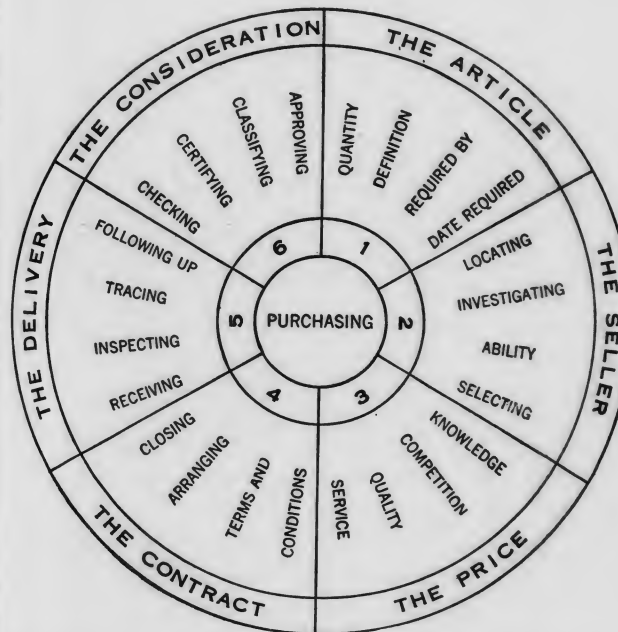 PURCHASING
1
THE ARTICLE
QUANTITY
DEFINITION
REQUIRED BY
DATE REQUIRED
2
THE SELLER
LOCATING
INVESTIGATING
ABILITY
SELECTING
3
THE PRICE
KNOWLEDGE
COMPETITION
QUALITY
SERVICE
4
THE CONTRACT
CONDITIONS
TERMS AND
ARRANGING
CLOSING
5
THE DELIVERY
RECEIVING
INSPECTING
TRACING
FOLLOWING UP
6
THE CONSIDERATION
CHECKING
CERTIFYING
CLASSIFYING
APPROVING